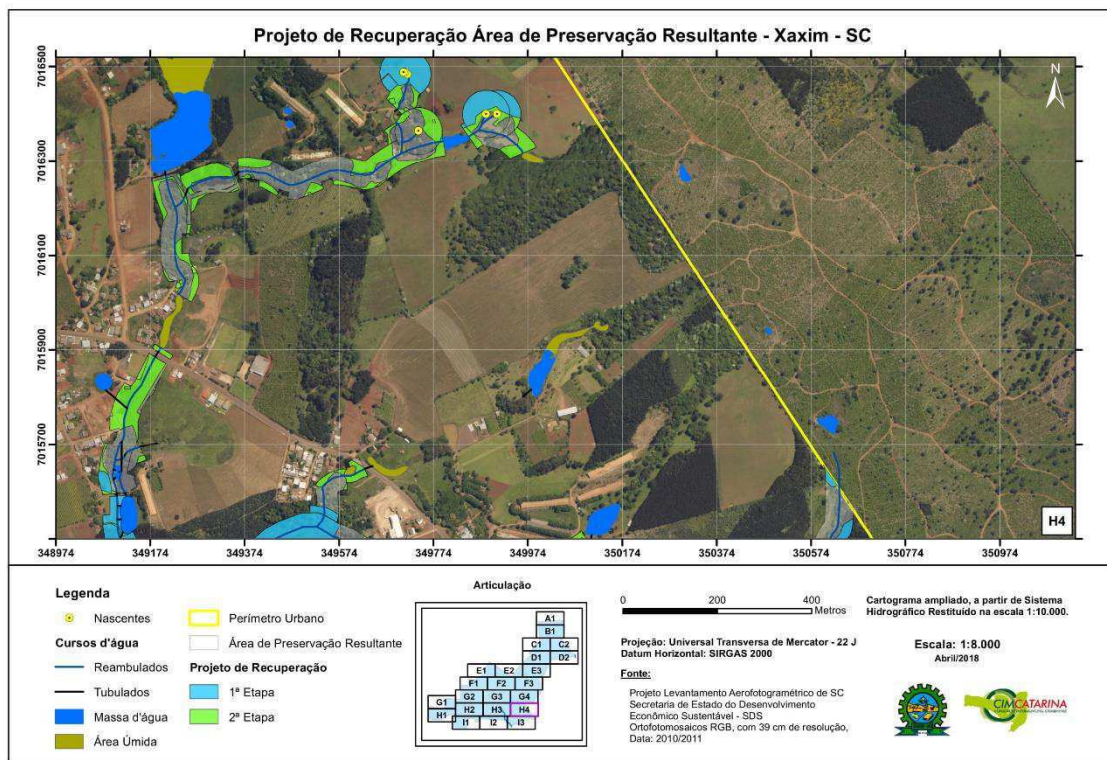 Projeto de Recuperação Área de Preservação Resultante - Xaxim - SC
N
7016500
7016300
7016100
7015900
7015700
H4
348974 349174 349374 349574 349774 349974 350174 350374 350574 350774 350974
Legenda
Nascentes
Cursos d'água
Reambulados
Tubulados
Massa d'água
Área Úmida
Perímetro Urbano
Área de Preservação Resultante
Projeto de Recuperação
1ª Etapa
2ª Etapa
Articulação
A1
B1
C1 C2
D1 D2
E1 E2 E3
F1 F2 F3
G1 G2 G3 G4
H1 H2 H3 H4
I1 I2 I3
0 200 400
Metros
Projeção: Universal Transversa de Mercator - 22 J
Datum Horizontal: SIRGAS 2000
Fonte:
Projeto Levantamento Aerofotogramétrico de SC
Secretaria de Estado do Desenvolvimento
Econômico Sustentável - SDS
Ortofotomosaicos RGB, com 39 cm de resolução,
Data: 2010/2011
Cartograma ampliado, a partir de Sistema
Hidrográfico Restituído na escala 1:10.000.
Escala: 1:8.000
Abril/2018
CIMCATARINA